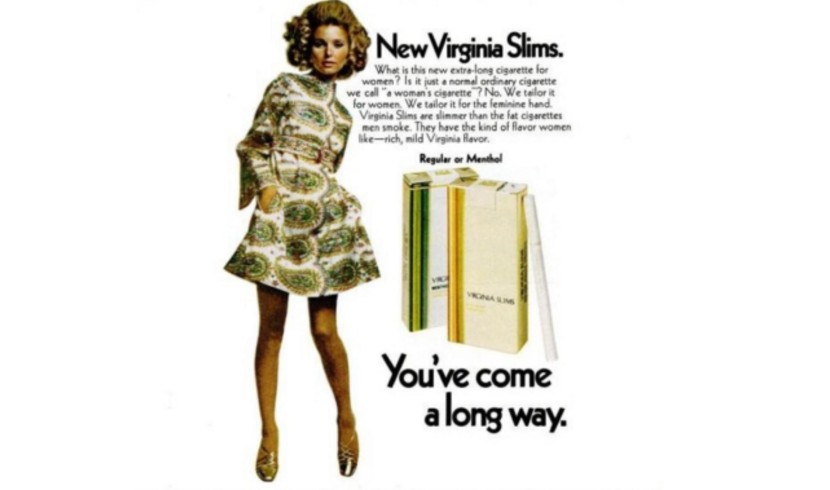 New Virginia Slims.
What is this new extra-long cigarette for
women? Is it just a normal ordinary cigarette
we call "a woman's cigarette"? No. We tailor it
for women. We tailor it for the feminine hand.
Virginia Slims are slimmer than the fat cigarettes
men smoke. They have the kind of flavor women
like—rich, mild Virginia flavor.
Regular or Menthol
VIRGINIA SLIMS
You've come
a long way.